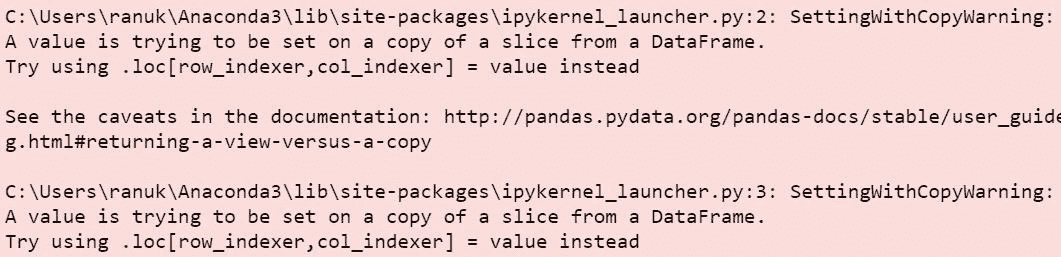 C:\Users\ranuk\Anaconda3\lib\site-packages\ipykernel_launcher.py:2: SettingWithCopyWarning:
A value is trying to be set on a copy of a slice from a DataFrame.
Try using .loc[row_indexer,col_indexer] = value instead
See the caveats in the documentation: http://pandas.pydata.org/pandas-docs/stable/user_guide
g.html#returning-a-view-versus-a-copy
C:\Users\ranuk\Anaconda3\lib\site-packages\ipykernel_launcher.py:3: SettingWithCopyWarning:
A value is trying to be set on a copy of a slice from a DataFrame.
Try using .loc[row_indexer,col_indexer] = value instead